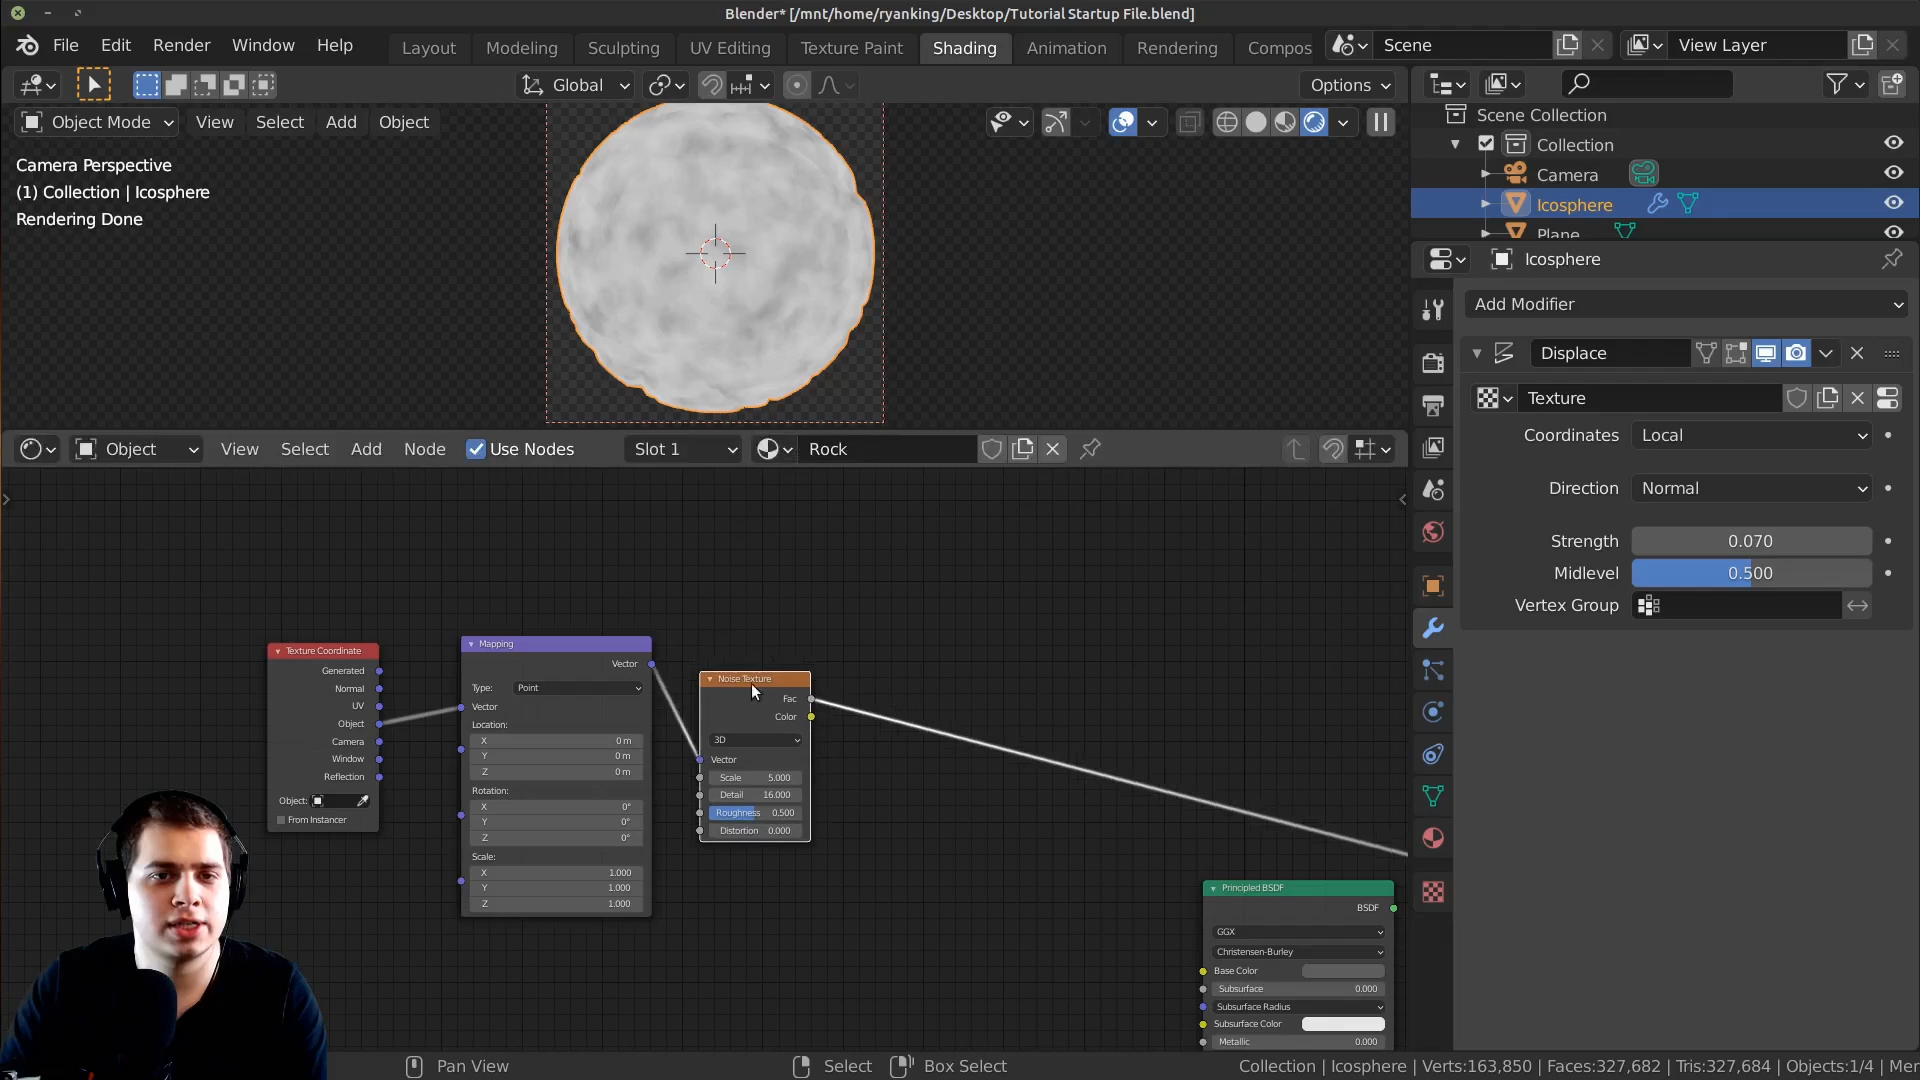 Blender* [/mnt/home/ryanking/Desktop/Tutorial Startup File.blend]
File Edit Render Window Help Layout Modeling Sculpting UV Editing Texture Paint Shading Animation Rendering Compos Scene View Layer
Global Options
Object Mode View Select Add Object
Camera Perspective
(1) Collection | Icosphere
Rendering Done
Scene Collection
Collection
Camera
Icosphere
Plane
Icosphere
Add Modifier
Displace
Texture
Coordinates Local
Direction Normal
Strength 0.070
Midlevel 0.500
Vertex Group
Object View Select Add Node Use Nodes Slot 1 Rock
Texture Coordinate
Generated
Normal
UV
Object
Camera
Window
Reflection
Object:
From Instancer
Mapping
Vector
Type: Point
Vector
Location:
X 0 m
Y 0 m
Z 0 m
Rotation:
X 0°
Y 0°
Z 0°
Scale:
X 1.000
Y 1.000
Z 1.000
Noise Texture
Fac
Color
3D
Vector
Scale 5.000
Detail 16.000
Roughness 0.500
Distortion 0.000
Principled BSDF
BSDF
GGX
Christensen-Burley
Base Color
Subsurface 0.000
Subsurface Radius
Subsurface Color
Metallic 0.000
Pan View Select Box Select Collection | Icosphere | Verts:163,850 | Faces:327,682 | Tris:327,684 | Objects:1/4 | Mer